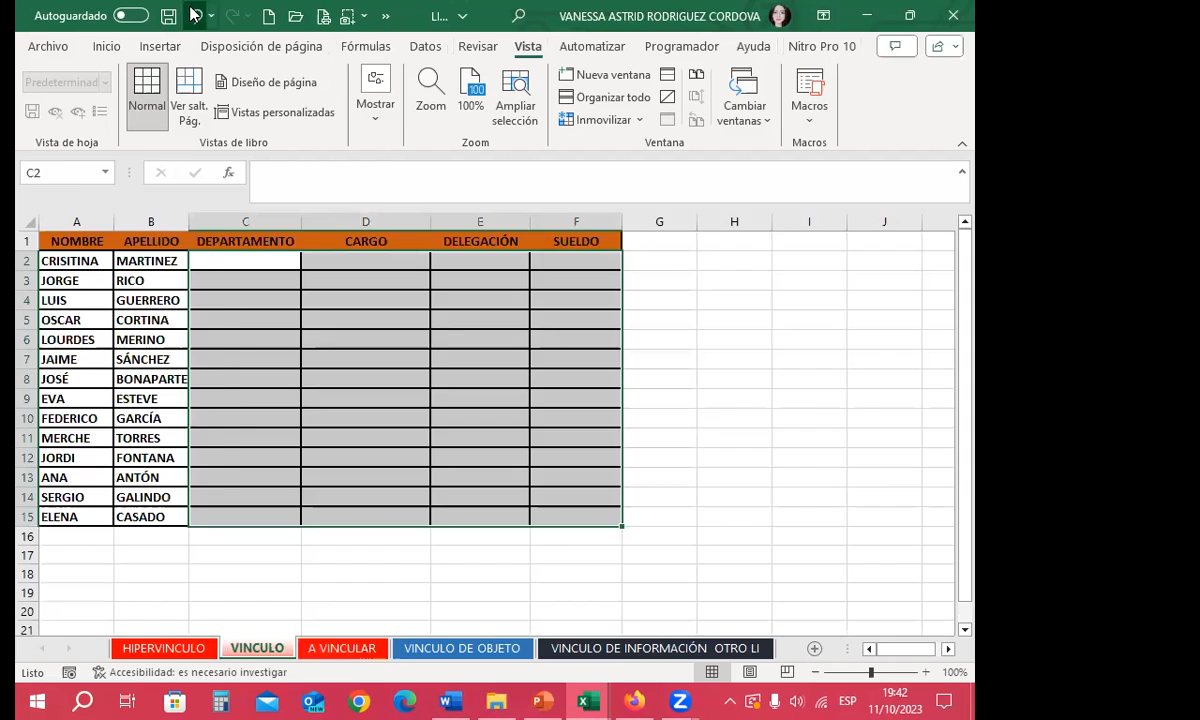 Autoguardado
LI...
VANESSA ASTRID RODRIGUEZ CORDOVA
Archivo Inicio Insertar Disposición de página Fórmulas Datos Revisar Vista Automatizar Programador Ayuda Nitro Pro 10
Predeterminad
Normal
Ver salt. Pág.
Diseño de página
Vistas personalizadas
Mostrar
Zoom
100
100%
Ampliar selección
Nueva ventana
Organizar todo
Inmovilizar
Cambiar ventanas
Macros
Vista de hoja Vistas de libro Zoom Ventana Macros
C2
fx
A B C D E F G H I J
1 NOMBRE APELLIDO DEPARTAMENTO CARGO DELEGACIÓN SUELDO
2 CRISITINA MARTINEZ
3 JORGE RICO
4 LUIS GUERRERO
5 OSCAR CORTINA
6 LOURDES MERINO
7 JAIME SÁNCHEZ
8 JOSÉ BONAPARTE
9 EVA ESTEVE
10 FEDERICO GARCÍA
11 MERCHE TORRES
12 JORDI FONTANA
13 ANA ANTÓN
14 SERGIO GALINDO
15 ELENA CASADO
16
17
18
19
20
21
HIPERVINCULO VINCULO A VINCULAR VINCULO DE OBJETO VINCULO DE INFORMACIÓN OTRO LI
Listo Accesibilidad: es necesario investigar 100%
NEW
ESP
19:42
11/10/2023